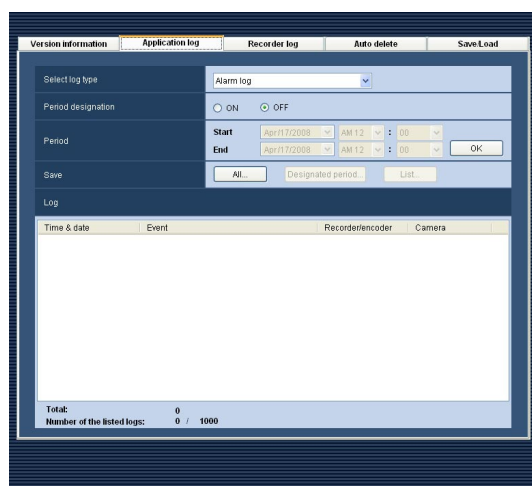 Version information Application log Recorder log Auto delete Save/Load
Select log type Alarm log
Period designation ON OFF
Period Start Apr/17/2008 AM 12 : 00
End Apr/17/2008 AM 12 : 00 OK
Save All... Designated period... List...
Log
Time & date Event Recorder/encoder Camera
Total: 0
Number of the listed logs: 0 / 1000